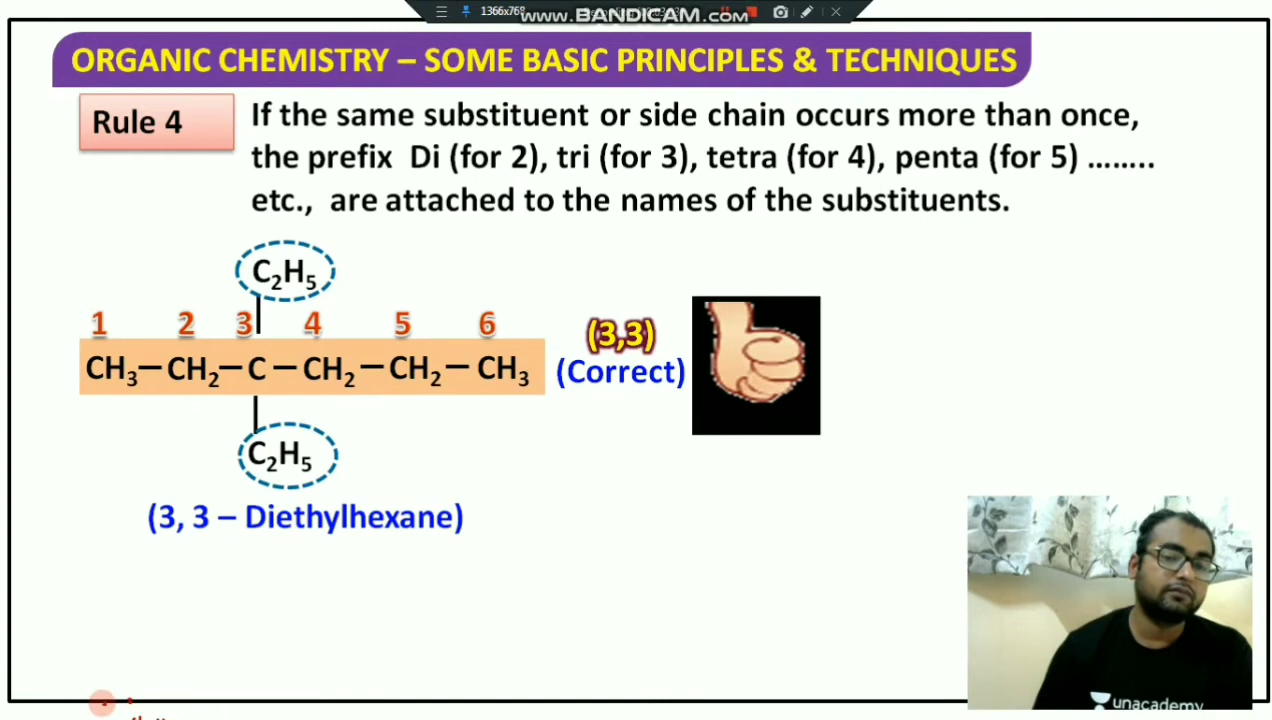 1366x768
www.BANDICAM.com
ORGANIC CHEMISTRY – SOME BASIC PRINCIPLES & TECHNIQUES
Rule 4
If the same substituent or side chain occurs more than once,
the prefix Di (for 2), tri (for 3), tetra (for 4), penta (for 5) ........
etc., are attached to the names of the substituents.
C₂H₅
1 2 3 4 5 6
(3,3)
CH₃ – CH₂ – C – CH₂ – CH₂ – CH₃
(Correct)
C₂H₅
(3, 3 – Diethylhexane)
unacademy